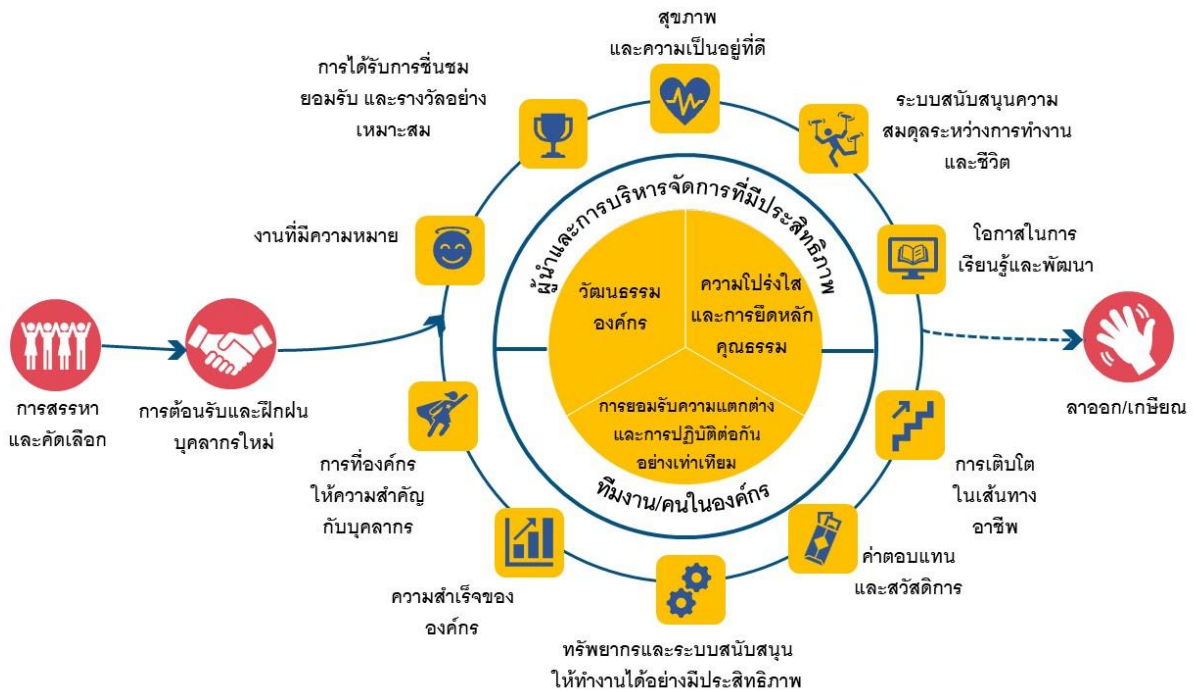 สุขภาพ
และความเป็นอยู่ที่ดี
การได้รับการชื่นชม
ยอมรับ และรางวัลอย่าง
เหมาะสม
ระบบสนับสนุนความ
สมดุลระหว่างการทำงาน
และชีวิต
งานที่มีความหมาย
โอกาสในการ
เรียนรู้และพัฒนา
ผู้นำและการบริหารจัดการที่มีประสิทธิภาพ
วัฒนธรรม
องค์กร
ความโปร่งใส
และการยึดหลัก
คุณธรรม
การยอมรับความแตกต่าง
และการปฏิบัติต่อกัน
อย่างเท่าเทียม
ทีมงาน/คนในองค์กร
การสรรหา
และคัดเลือก
การต้อนรับและฝึกฝน
บุคลากรใหม่
ลาออก/เกษียณ
การที่องค์กร
ให้ความสำคัญ
กับบุคลากร
การเติบโต
ในเส้นทาง
อาชีพ
ความสำเร็จของ
องค์กร
ค่าตอบแทน
และสวัสดิการ
ทรัพยากรและระบบสนับสนุน
ให้ทำงานได้อย่างมีประสิทธิภาพ